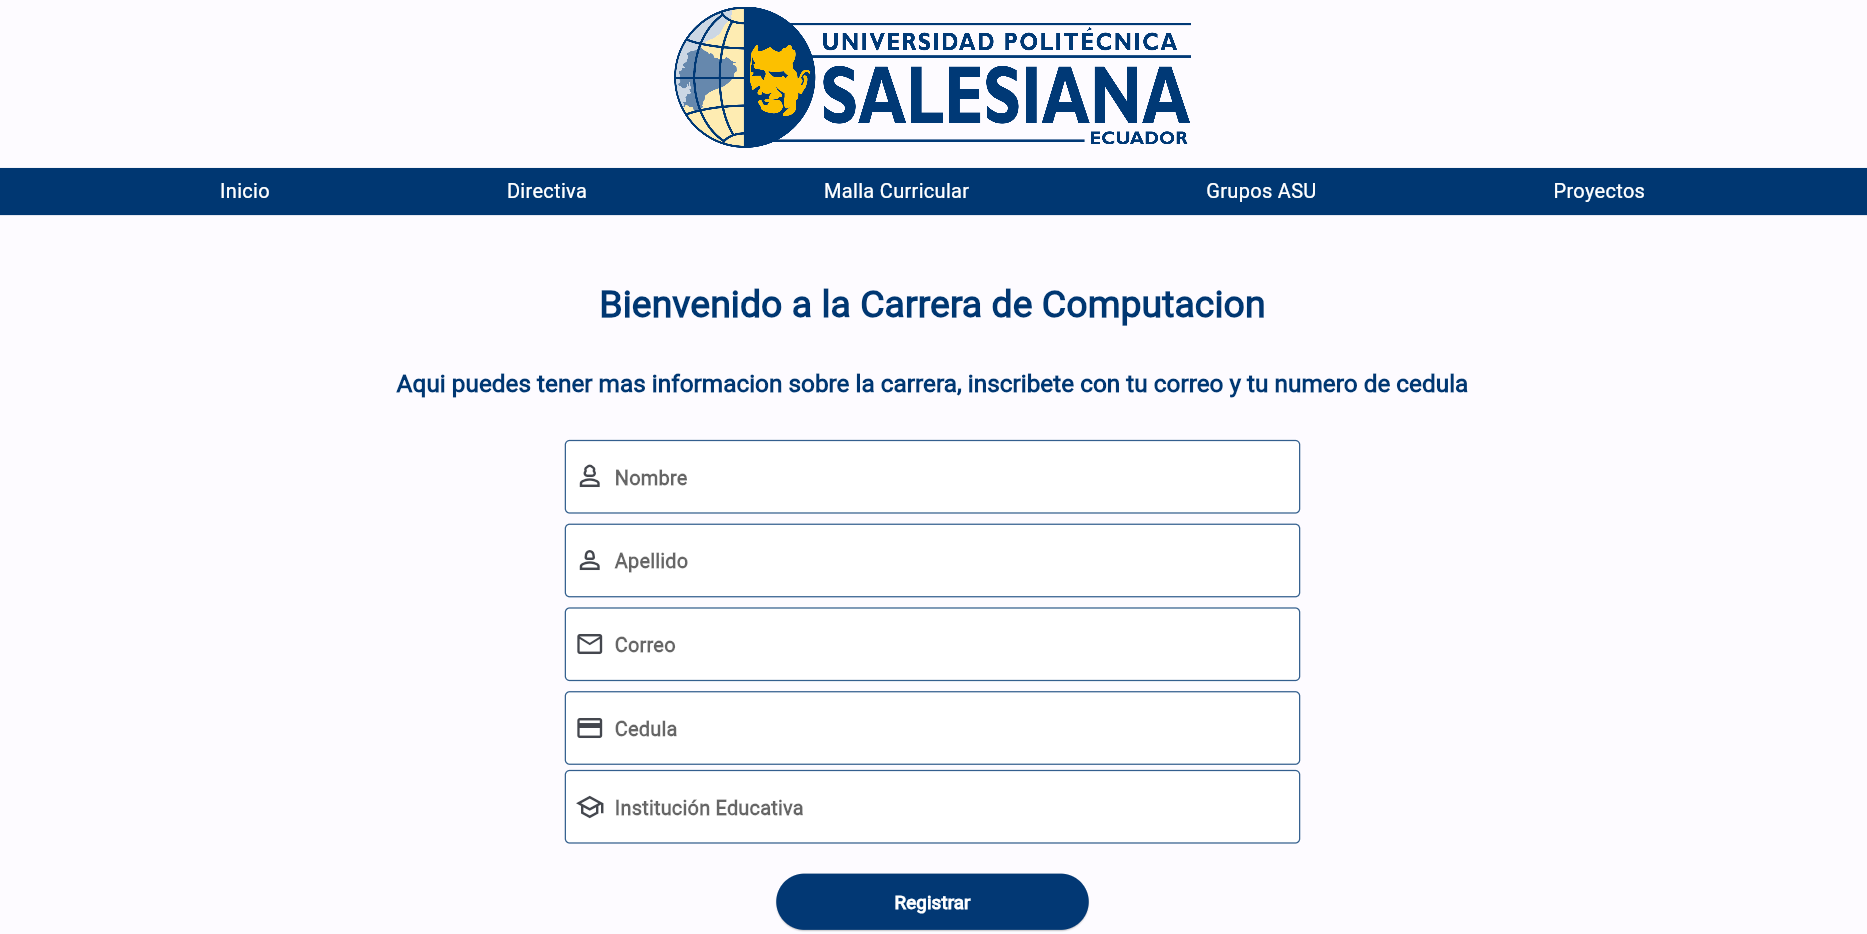 UNIVERSIDAD POLITÉCNICA
SALESIANA
ECUADOR
Inicio Directiva Malla Curricular Grupos ASU Proyectos
Bienvenido a la Carrera de Computacion
Aqui puedes tener mas informacion sobre la carrera, inscribete con tu correo y tu numero de cedula
Nombre
Apellido
Correo
Cedula
Institución Educativa
Registrar